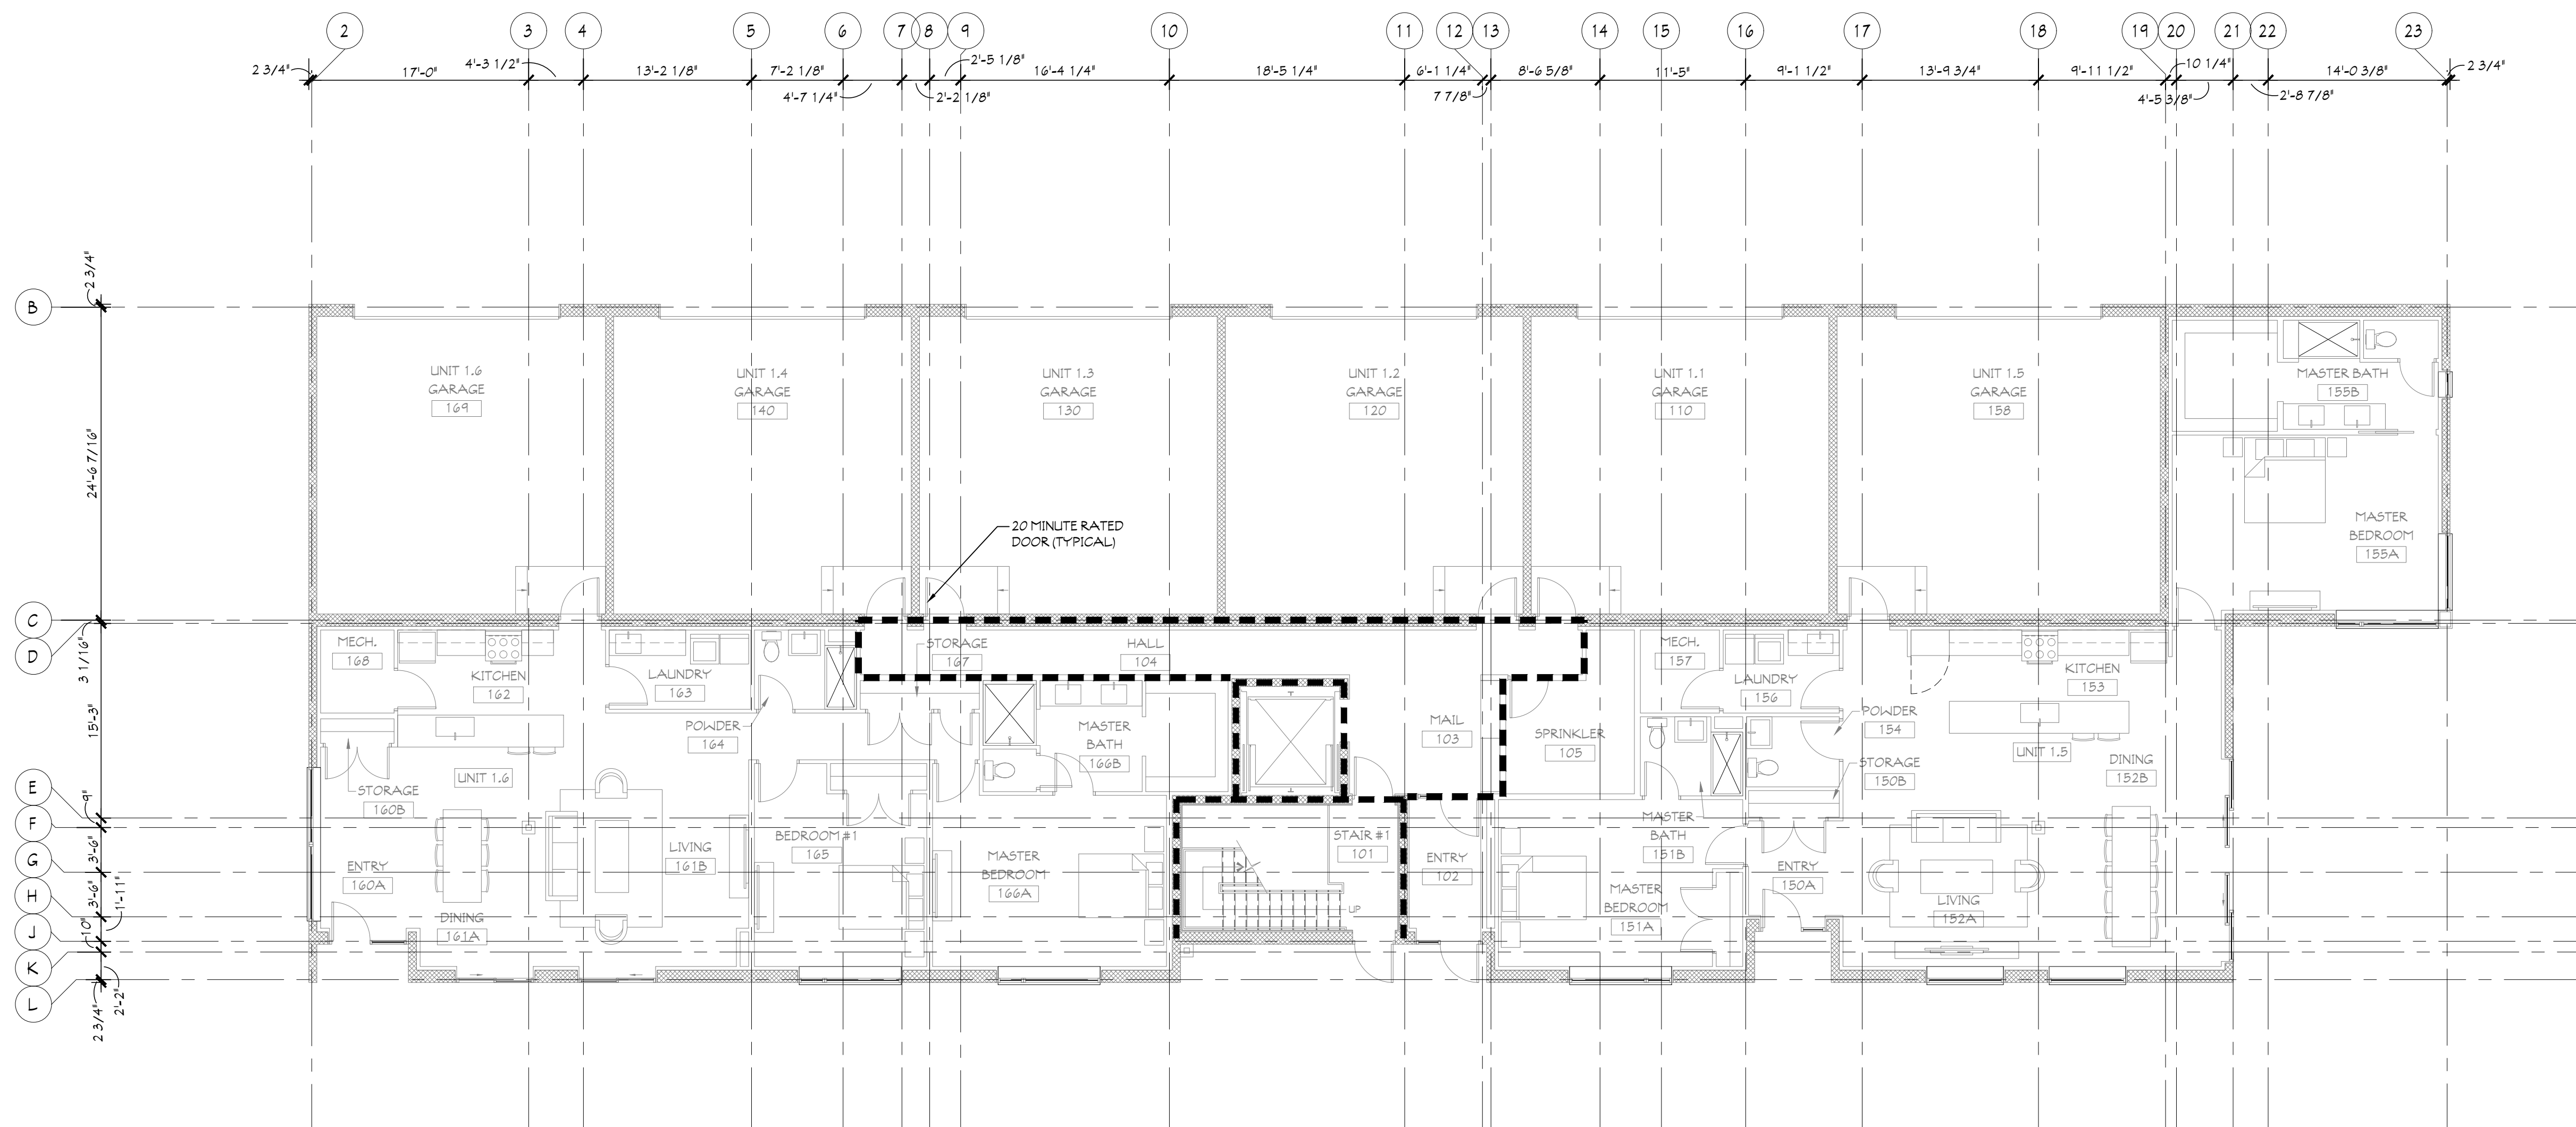 2 3 4 5 6 7 8 9 10 11 12 13 14 15 16 17 18 19 20 21 22 23
2 3/4" 17'-0" 4'-3 1/2" 13'-2 1/8" 7'-2 1/8" 2'-5 1/8" 16'-4 1/4" 18'-5 1/4" 6'-1 1/4" 8'-6 5/8" 11'-5" 9'-1 1/2" 13'-9 3/4" 9'-11 1/2" 10 1/4" 14'-0 3/8" 2 3/4"
4'-7 1/4" 2'-2 1/8" 7 7/8" 4'-5 3/8" 2'-8 7/8"
B
C
D
E
F
G
H
J
K
L
2 3/4"
24'-6 7/16"
3 1/16"
15'-3"
9"
3'-6"
3'-6"
1'-11"
10"
2'-2"
2 3/4"
UNIT 1.6
GARAGE
169
UNIT 1.4
GARAGE
140
UNIT 1.3
GARAGE
130
UNIT 1.2
GARAGE
120
UNIT 1.1
GARAGE
110
UNIT 1.5
GARAGE
158
MASTER BATH
155B
MASTER
BEDROOM
155A
20 MINUTE RATED
DOOR (TYPICAL)
MECH.
168
KITCHEN
162
LAUNDRY
163
POWDER
164
STORAGE
167
HALL
104
MASTER
BATH
166B
MAIL
103
SPRINKLER
105
MECH.
157
LAUNDRY
156
POWDER
154
KITCHEN
153
UNIT 1.5
DINING
152B
STORAGE
150B
UNIT 1.6
STORAGE
160B
ENTRY
160A
DINING
161A
LIVING
161B
BEDROOM #1
165
MASTER
BEDROOM
166A
STAIR #1
101
UP
ENTRY
102
MASTER
BATH
151B
MASTER
BEDROOM
151A
ENTRY
150A
LIVING
152A